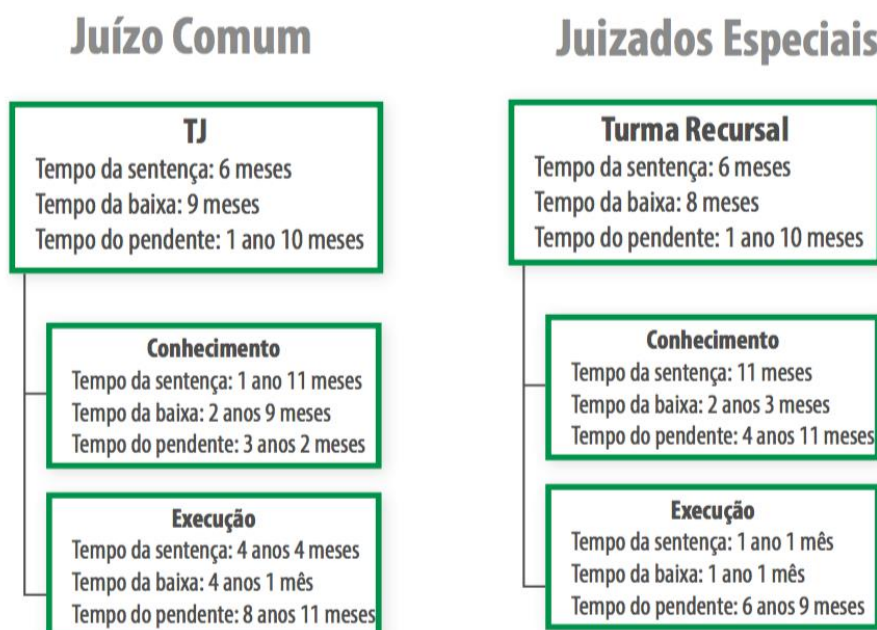 Juízo Comum
TJ
Tempo da sentença: 6 meses
Tempo da baixa: 9 meses
Tempo do pendente: 1 ano 10 meses
Conhecimento
Tempo da sentença: 1 ano 11 meses
Tempo da baixa: 2 anos 9 meses
Tempo do pendente: 3 anos 2 meses
Execução
Tempo da sentença: 4 anos 4 meses
Tempo da baixa: 4 anos 1 mês
Tempo do pendente: 8 anos 11 meses
Juizados Especiais
Turma Recursal
Tempo da sentença: 6 meses
Tempo da baixa: 8 meses
Tempo do pendente: 1 ano 10 meses
Conhecimento
Tempo da sentença: 11 meses
Tempo da baixa: 2 anos 3 meses
Tempo do pendente: 4 anos 11 meses
Execução
Tempo da sentença: 1 ano 1 mês
Tempo da baixa: 1 ano 1 mês
Tempo do pendente: 6 anos 9 meses